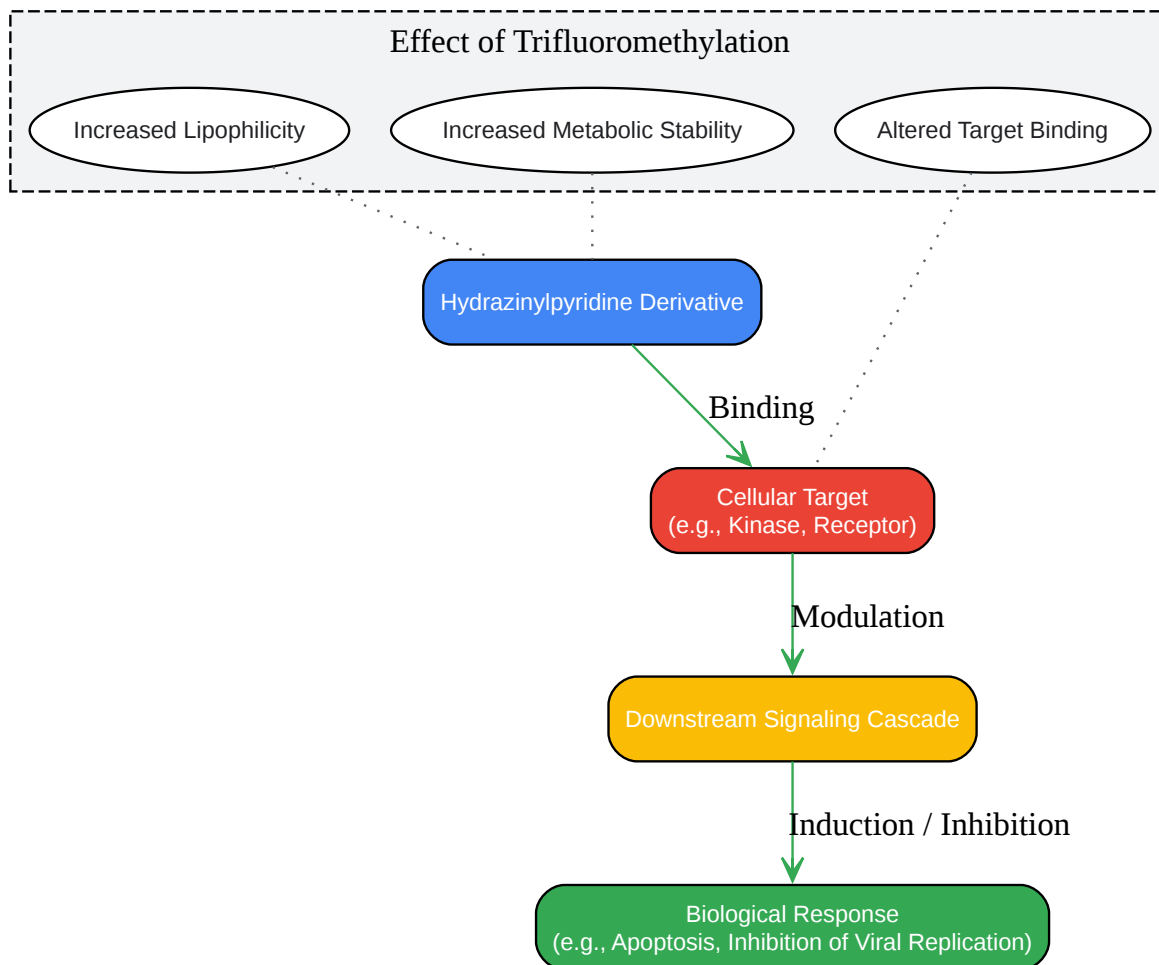 Effect of Trifluoromethylation
Increased Lipophilicity
Increased Metabolic Stability
Altered Target Binding
Hydrazinylpyridine Derivative
Binding
Cellular Target
(e.g., Kinase, Receptor)
Modulation
Downstream Signaling Cascade
Induction / Inhibition
Biological Response
(e.g., Apoptosis, Inhibition of Viral Replication)